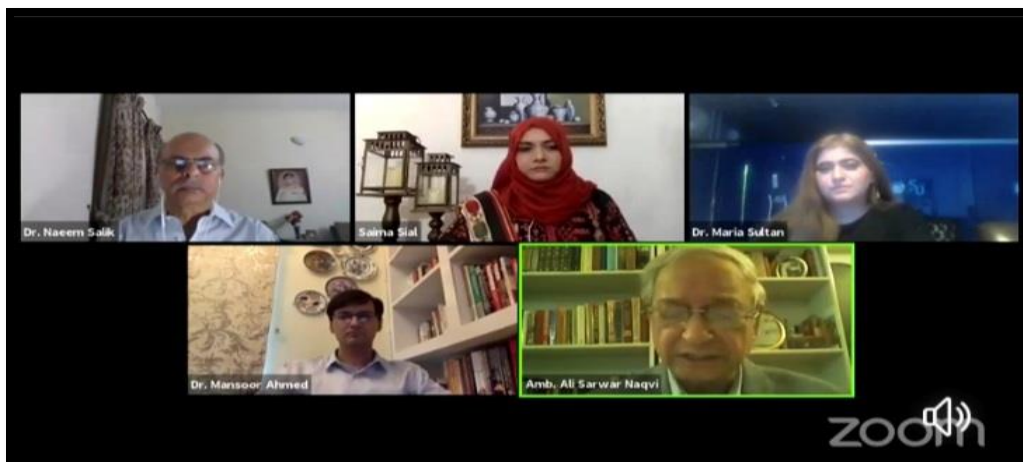 Dr. Naeem Salik
Saima Sial
Dr. Maria Sultan
Dr. Mansoor Ahmed
Amb. Ali Sarwar Naqvi
zoom